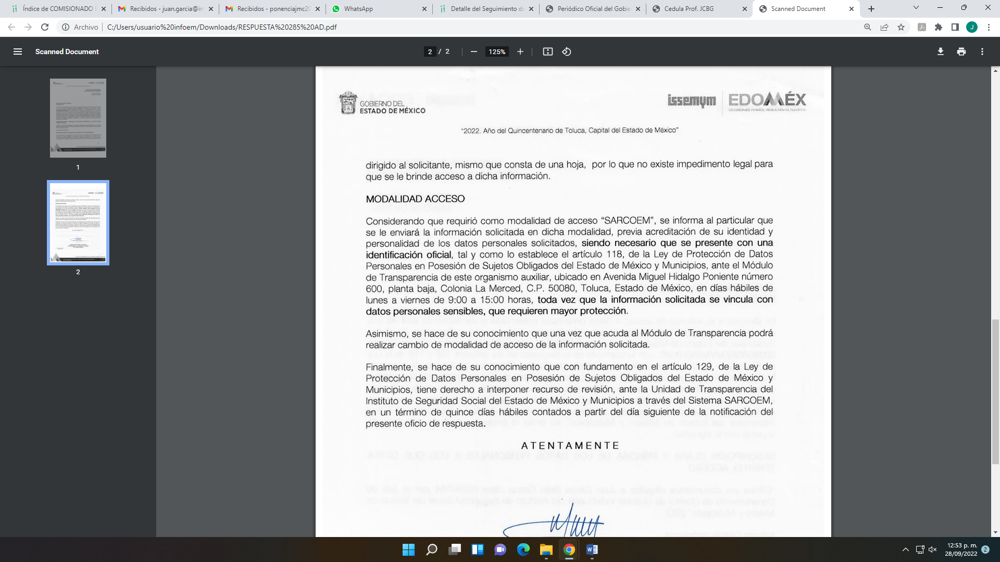 Índice de COMISIONADO
Recibidos - juan.garcia@in
Recibidos - ponenciajmc20
WhatsApp
Detalle del Seguimiento de
Periódico Oficial del Gobie
Cedula Prof. JCBG
Scanned Document
Archivo
C:/Users/usuario%20infoem/Downloads/RESPUESTA%20285%20AD.pdf
J
Scanned Document
2 / 2
125%
1
2
GOBIERNO DEL
ESTADO DE MÉXICO
issemym
EDOMÉX
DECISIONES FIRMES, RESULTADOS FUERTES.
“2022. Año del Quincentenario de Toluca, Capital del Estado de México”
dirigido al solicitante, mismo que consta de una hoja, por lo que no existe impedimento legal para
que se le brinde acceso a dicha información.
MODALIDAD ACCESO
Considerando que requirió como modalidad de acceso “SARCOEM”, se informa al particular que
se le enviará la información solicitada en dicha modalidad, previa acreditación de su identidad y
personalidad de los datos personales solicitados, siendo necesario que se presente con una
identificación oficial, tal y como lo establece el artículo 118, de la Ley de Protección de Datos
Personales en Posesión de Sujetos Obligados del Estado de México y Municipios, ante el Módulo
de Transparencia de este organismo auxiliar, ubicado en Avenida Miguel Hidalgo Poniente número
600, planta baja, Colonia La Merced, C.P. 50080, Toluca, Estado de México, en días hábiles de
lunes a viernes de 9:00 a 15:00 horas, toda vez que la información solicitada se vincula con
datos personales sensibles, que requieren mayor protección.
Asimismo, se hace de su conocimiento que una vez que acuda al Módulo de Transparencia podrá
realizar cambio de modalidad de acceso de la información solicitada.
Finalmente, se hace de su conocimiento que con fundamento en el artículo 129, de la Ley de
Protección de Datos Personales en Posesión de Sujetos Obligados del Estado de México y
Municipios, tiene derecho a interponer recurso de revisión, ante la Unidad de Transparencia del
Instituto de Seguridad Social del Estado de México y Municipios a través del Sistema SARCOEM,
en un término de quince días hábiles contados a partir del día siguiente de la notificación del
presente oficio de respuesta.
A T E N T A M E N T E
12:53 p. m.
28/09/2022
2